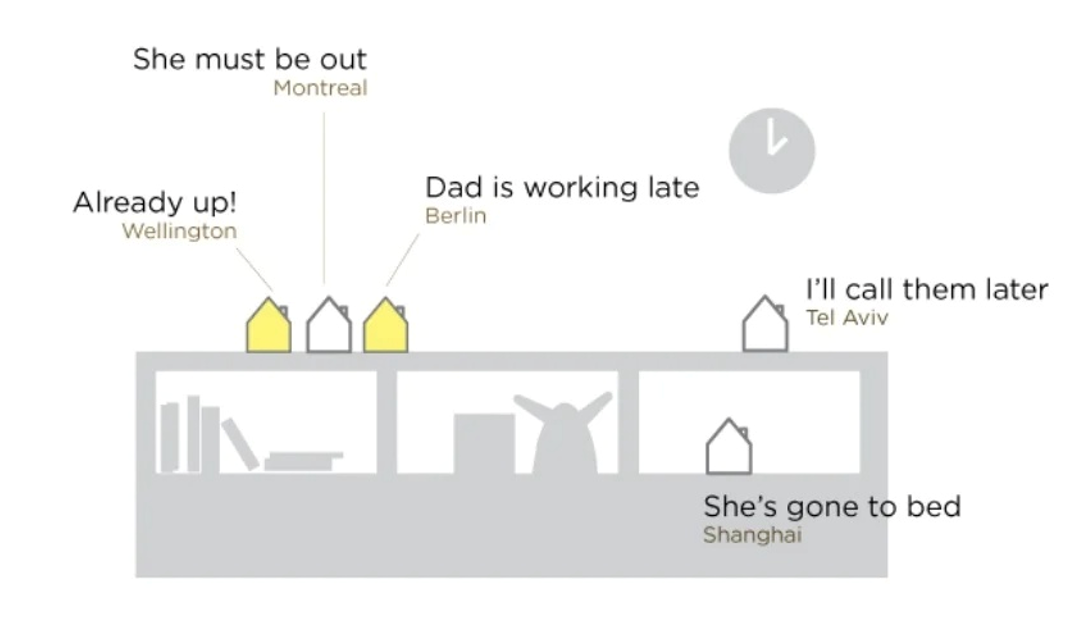 She must be out
Montreal
Already up!
Wellington
Dad is working late
Berlin
I'll call them later
Tel Aviv
She's gone to bed
Shanghai